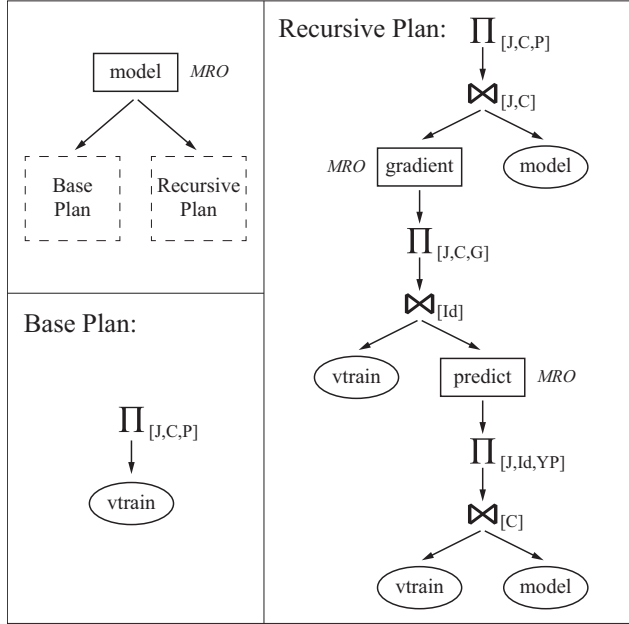 model MRO
Base
Plan
Recursive
Plan
Base Plan:
∏[J,C,P]
vtrain
Recursive Plan:
∏[J,C,P]
⋈[J,C]
MRO gradient
model
∏[J,C,G]
⋈[Id]
vtrain
predict MRO
∏[J,Id,YP]
⋈[C]
vtrain
model